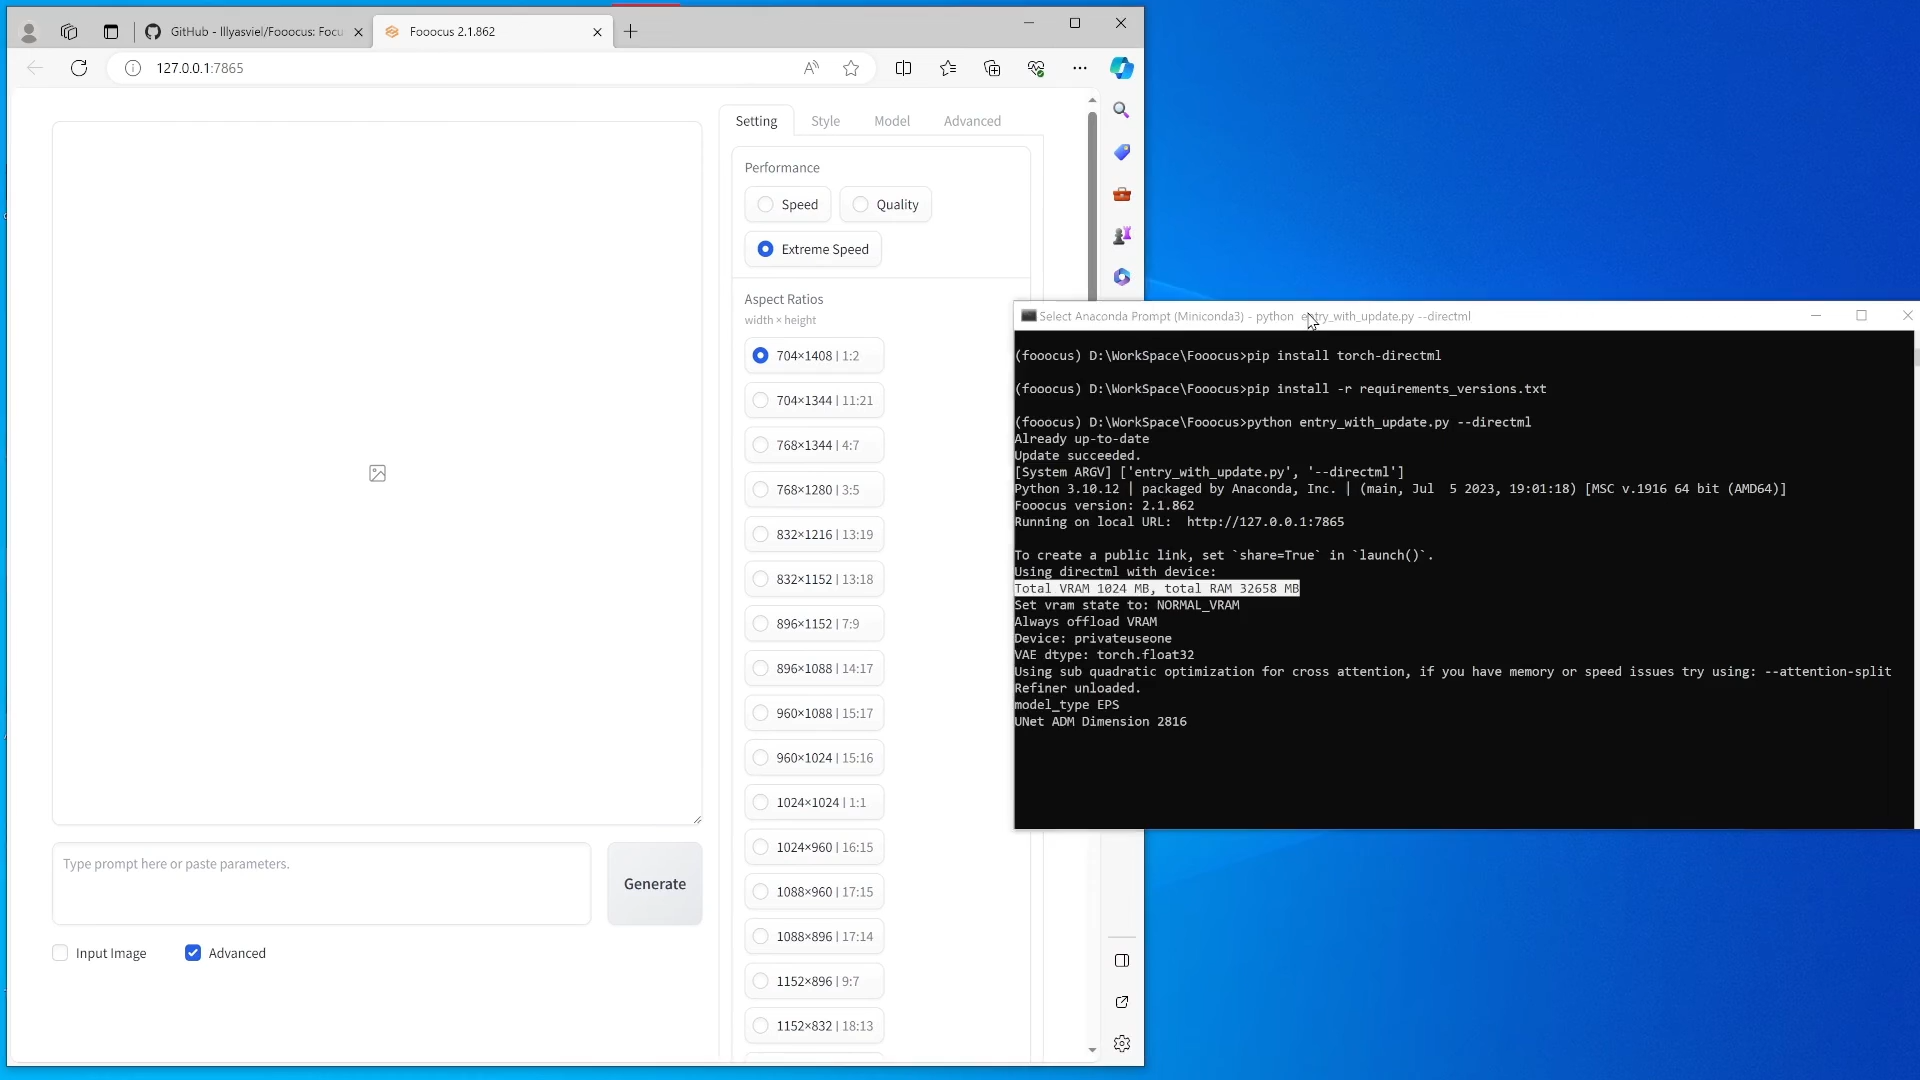 GitHub - lllyasviel/Fooocus: Focu
Fooocus 2.1.862
127.0.0.1:7865
Setting
Style
Model
Advanced
Performance
Speed
Quality
Extreme Speed
Aspect Ratios
width × height
704×1408 | 1:2
704×1344 | 11:21
768×1344 | 4:7
768×1280 | 3:5
832×1216 | 13:19
832×1152 | 13:18
896×1152 | 7:9
896×1088 | 14:17
960×1088 | 15:17
960×1024 | 15:16
1024×1024 | 1:1
1024×960 | 16:15
1088×960 | 17:15
1088×896 | 17:14
1152×896 | 9:7
1152×832 | 18:13
Type prompt here or paste parameters.
Generate
Input Image
Advanced
Select Anaconda Prompt (Miniconda3) - python entry_with_update.py --directml
(fooocus) D:\WorkSpace\Fooocus>pip install torch-directml
(fooocus) D:\WorkSpace\Fooocus>pip install -r requirements_versions.txt
(fooocus) D:\WorkSpace\Fooocus>python entry_with_update.py --directml
Already up-to-date
Update succeeded.
[System ARGV] ['entry_with_update.py', '--directml']
Python 3.10.12 | packaged by Anaconda, Inc. | (main, Jul  5 2023, 19:01:18) [MSC v.1916 64 bit (AMD64)]
Fooocus version: 2.1.862
Running on local URL:  http://127.0.0.1:7865
To create a public link, set `share=True` in `launch()`.
Using directml with device:
Total VRAM 1024 MB, total RAM 32658 MB
Set vram state to: NORMAL_VRAM
Always offload VRAM
Device: privateuseone
VAE dtype: torch.float32
Using sub quadratic optimization for cross attention, if you have memory or speed issues try using: --attention-split
Refiner unloaded.
model_type EPS
UNet ADM Dimension 2816